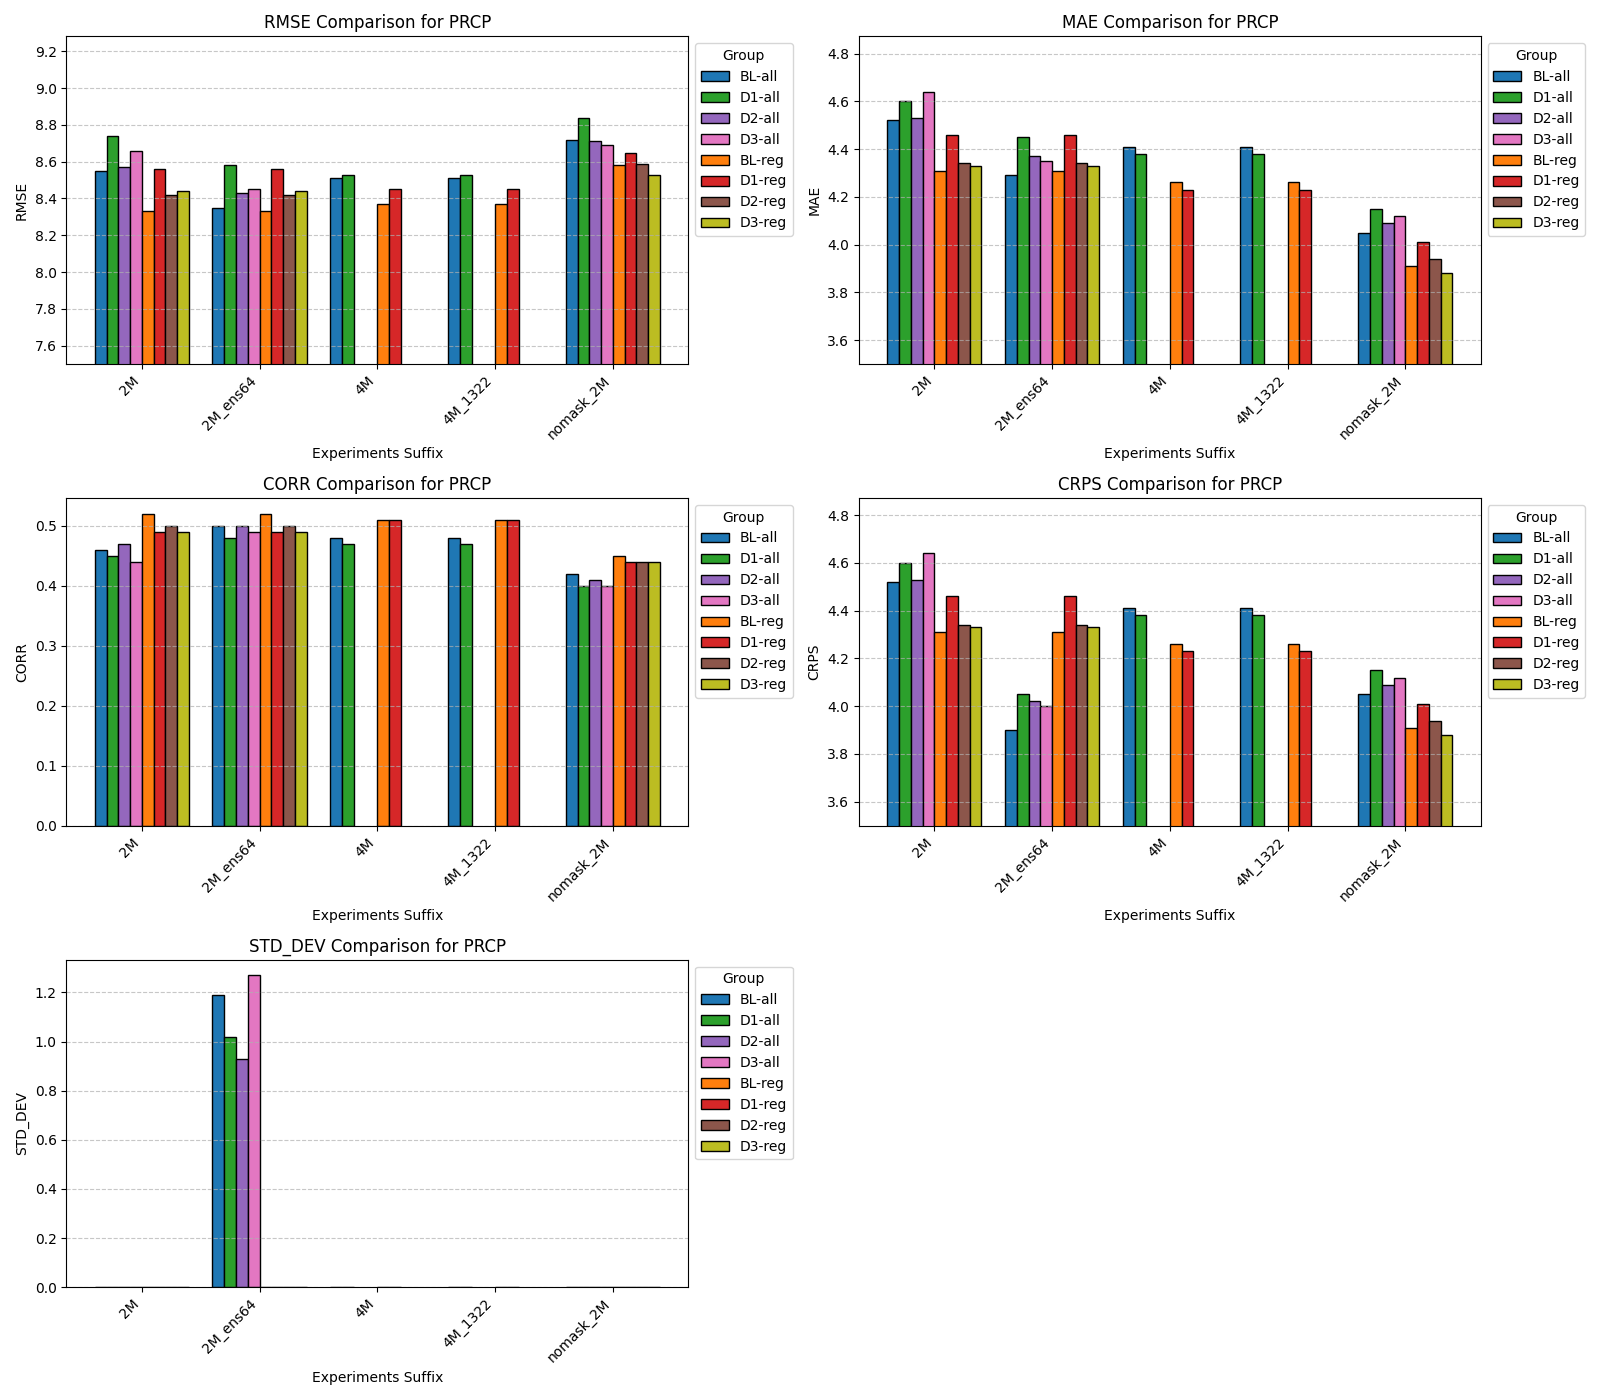 RMSE Comparison for PRCP
RMSE
9.2
9.0
8.8
8.6
8.4
8.2
8.0
7.8
7.6
2M
2M_ens64
4M
4M_1322
nomask_2M
Experiments Suffix
Group
BL-all
D1-all
D2-all
D3-all
BL-reg
D1-reg
D2-reg
D3-reg
MAE Comparison for PRCP
MAE
4.8
4.6
4.4
4.2
4.0
3.8
3.6
2M
2M_ens64
4M
4M_1322
nomask_2M
Experiments Suffix
Group
BL-all
D1-all
D2-all
D3-all
BL-reg
D1-reg
D2-reg
D3-reg
CORR Comparison for PRCP
CORR
0.5
0.4
0.3
0.2
0.1
0.0
2M
2M_ens64
4M
4M_1322
nomask_2M
Experiments Suffix
Group
BL-all
D1-all
D2-all
D3-all
BL-reg
D1-reg
D2-reg
D3-reg
CRPS Comparison for PRCP
CRPS
4.8
4.6
4.4
4.2
4.0
3.8
3.6
2M
2M_ens64
4M
4M_1322
nomask_2M
Experiments Suffix
Group
BL-all
D1-all
D2-all
D3-all
BL-reg
D1-reg
D2-reg
D3-reg
STD_DEV Comparison for PRCP
STD_DEV
1.2
1.0
0.8
0.6
0.4
0.2
0.0
2M
2M_ens64
4M
4M_1322
nomask_2M
Experiments Suffix
Group
BL-all
D1-all
D2-all
D3-all
BL-reg
D1-reg
D2-reg
D3-reg